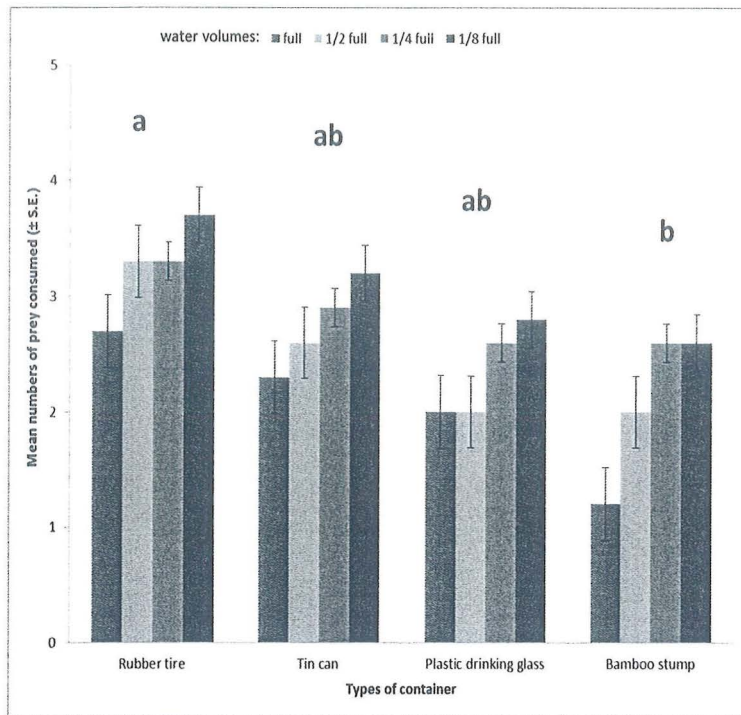 water volumes: full 1/2 full 1/4 full 1/8 full
5
4
3
2
1
0
Mean numbers of prey consumed (± S.E.)
a
ab
ab
b
Rubber tire Tin can Plastic drinking glass Bamboo stump
Types of container